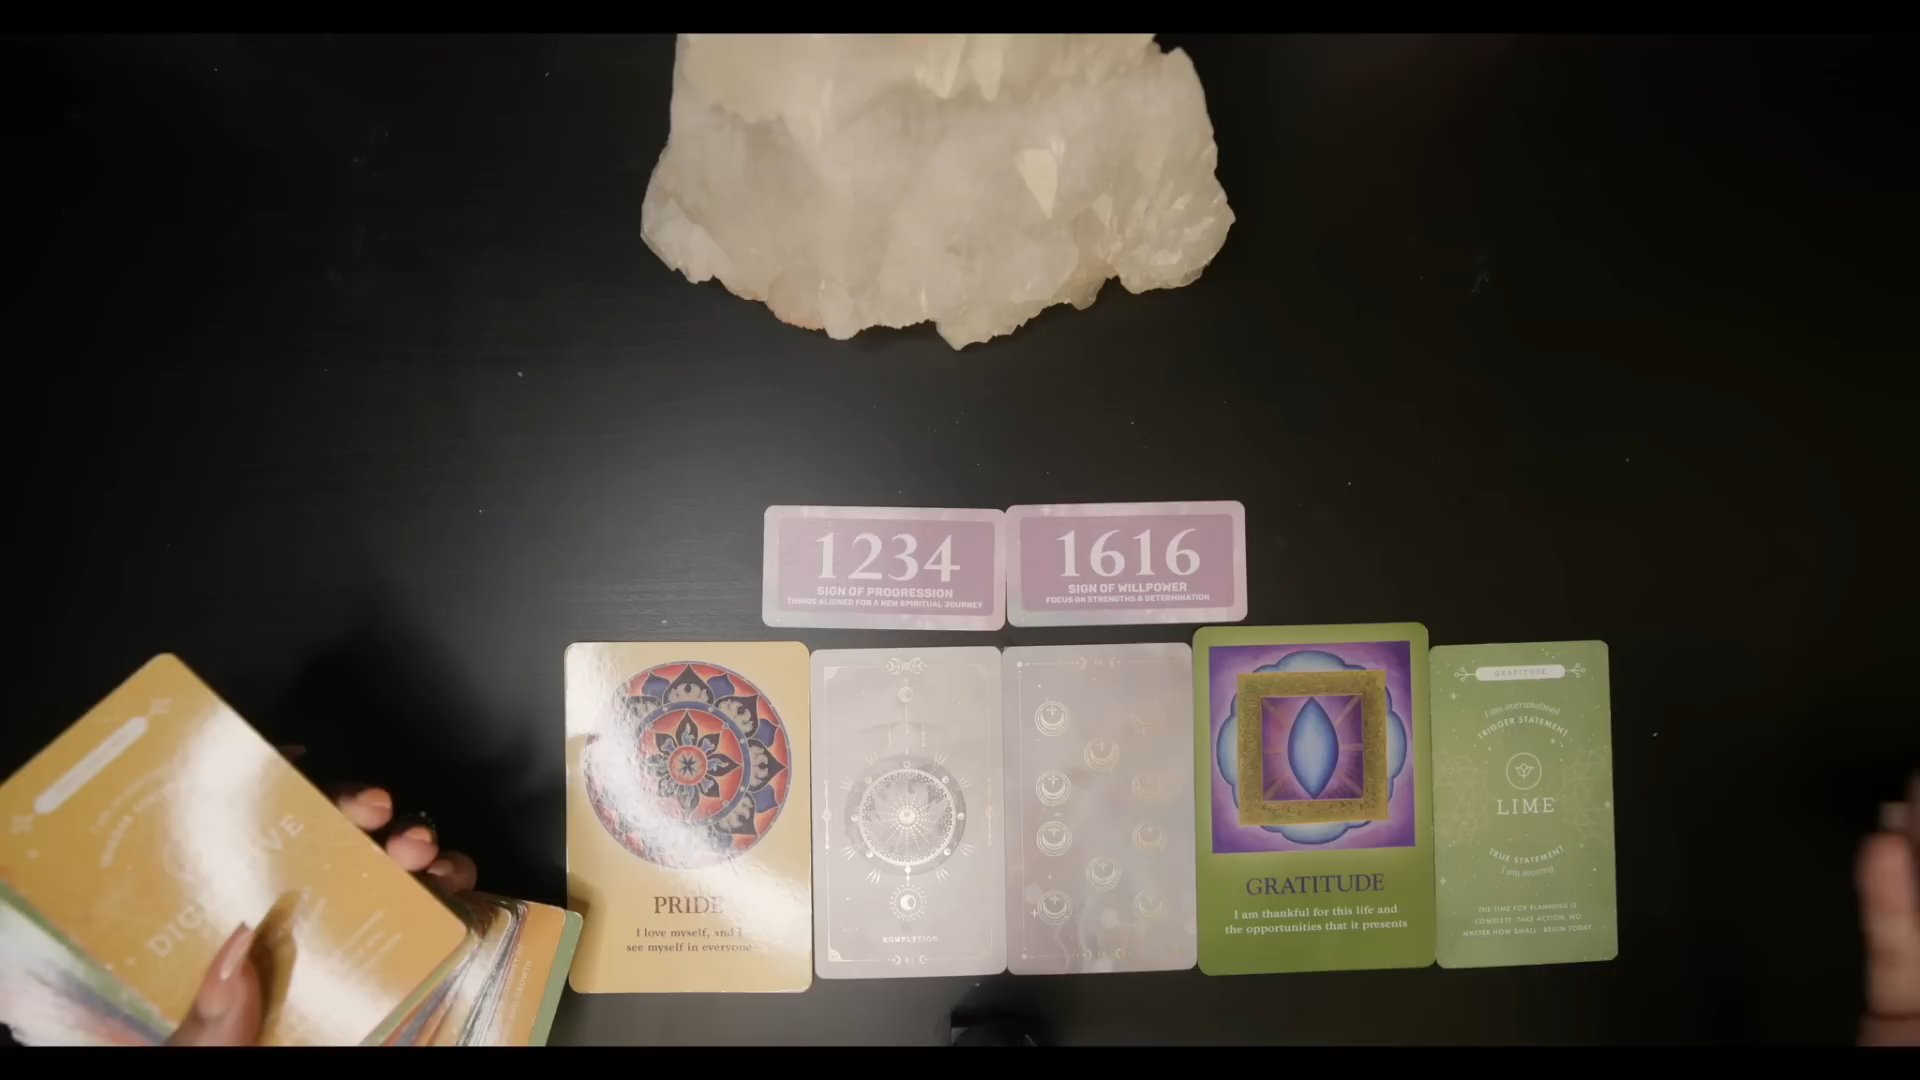 1234
SIGN OF PROGRESSION
THINGS ALIGNED FOR A NEW SPIRITUAL JOURNEY
1616
SIGN OF WILLPOWER
FOCUS ON STRENGTHS & DETERMINATION
PRIDE
I love myself, and I
see myself in everyone
GRATITUDE
I am thankful for this life and
the opportunities that it presents
GRATITUDE
I am overwhelmed
TRIGGER STATEMENT
LIME
TRUE STATEMENT
I am moving
THE TIME FOR PLANNING IS
COMPLETE. TAKE ACTION, NO
MATTER HOW SMALL. BEGIN TODAY.